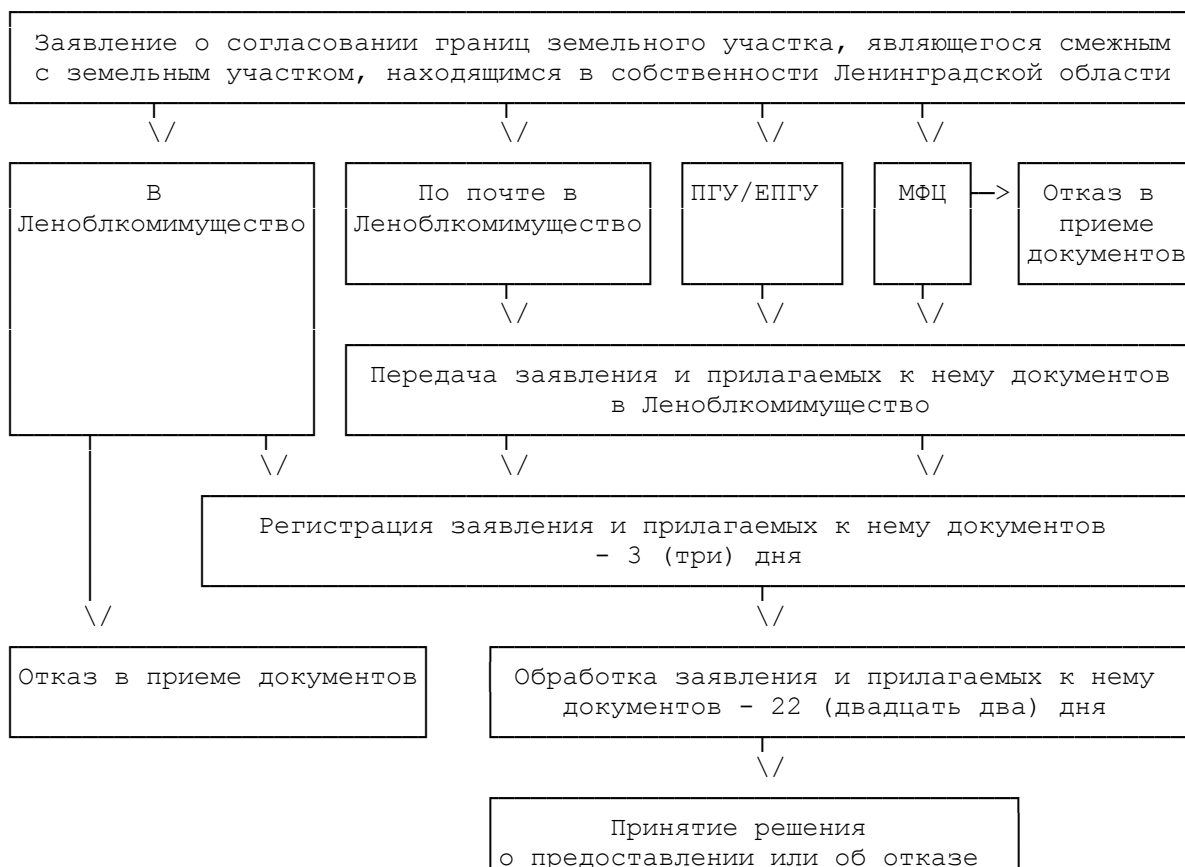 Заявление о согласовании границ земельного участка, являющегося смежным
с земельным участком, находящимся в собственности Ленинградской области
В
Леноблкомимущество
По почте в
Леноблкомимущество
ПГУ/ЕПГУ
МФЦ
Отказ в
приеме
документов
Передача заявления и прилагаемых к нему документов
в Леноблкомимущество
Регистрация заявления и прилагаемых к нему документов
- 3 (три) дня
Отказ в приеме документов
Обработка заявления и прилагаемых к нему
документов - 22 (двадцать два) дня
Принятие решения
о предоставлении или об отказе